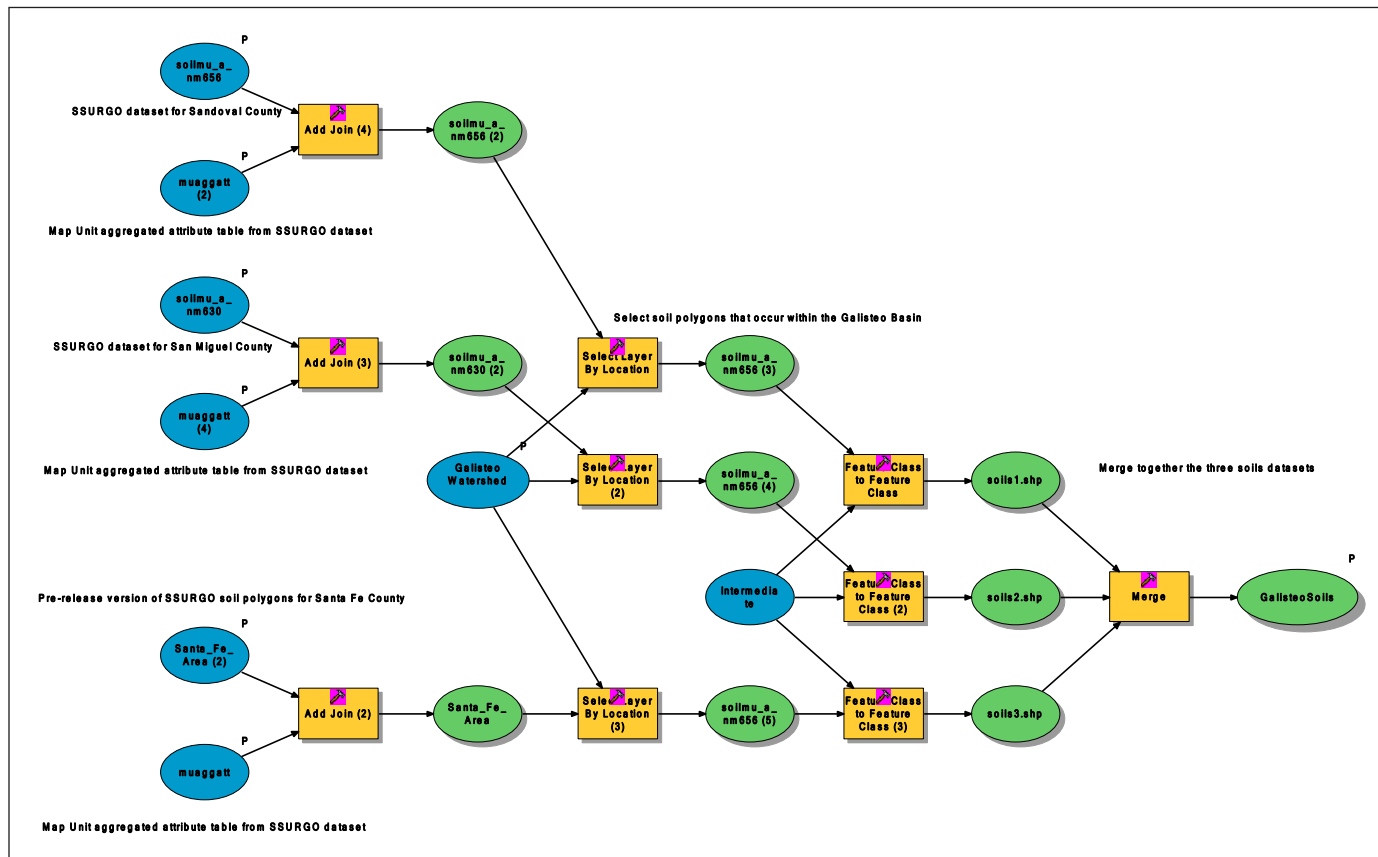 P
soilmu_a_
nm656
SSURGO dataset for Sandoval County
Add Join (4)
soilmu_a_
nm656 (2)
P
muaggatt
(2)
Map Unit aggregated attribute table from SSURGO dataset
P
soilmu_a_
nm630
SSURGO dataset for San Miguel County
Add Join (3)
soilmu_a_
nm630 (2)
P
muaggatt
(4)
Map Unit aggregated attribute table from SSURGO dataset
Select soil polygons that occur within the Galisteo Basin
Select Layer
By Location
soilmu_a_
nm656 (3)
P
Galisteo
Watershed
Select Layer
By Location
(2)
soilmu_a_
nm656 (4)
Feature Class
to Feature
Class
soils1.shp
Merge together the three soils datasets
Intermedia
te
Feature Class
to Feature
Class (2)
soils2.shp
Merge
P
GalisteoSoils
Pre-release version of SSURGO soil polygons for Santa Fe County
P
Santa_Fe_
Area (2)
Add Join (2)
Santa_Fe_
Area
Select Layer
By Location
(3)
soilmu_a_
nm656 (5)
Feature Class
to Feature
Class (3)
soils3.shp
P
muaggatt
Map Unit aggregated attribute table from SSURGO dataset